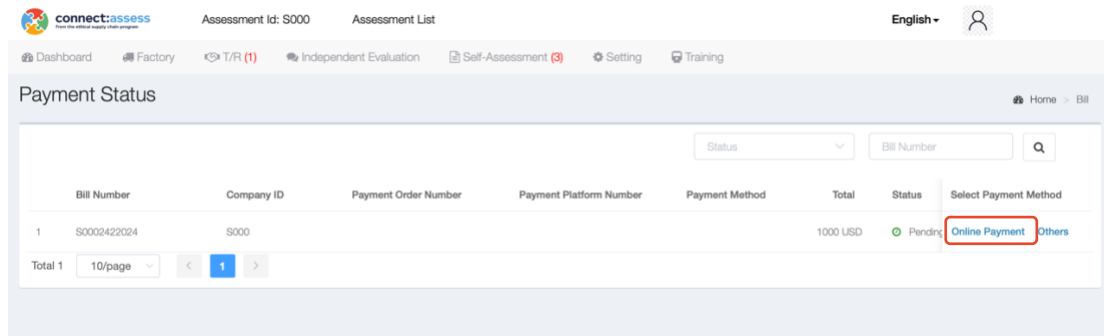 connect:assess Assessment Id: S000 Assessment List English
From the ethical supply chain program
Dashboard Factory T/R (1) Independent Evaluation Self-Assessment (3) Setting Training
Payment Status
Home > Bill
Status Bill Number
Bill Number Company ID Payment Order Number Payment Platform Number Payment Method Total Status Select Payment Method
1 S0002422024 S000 1000 USD Pending Online Payment Others
Total 1 10/page < 1 >